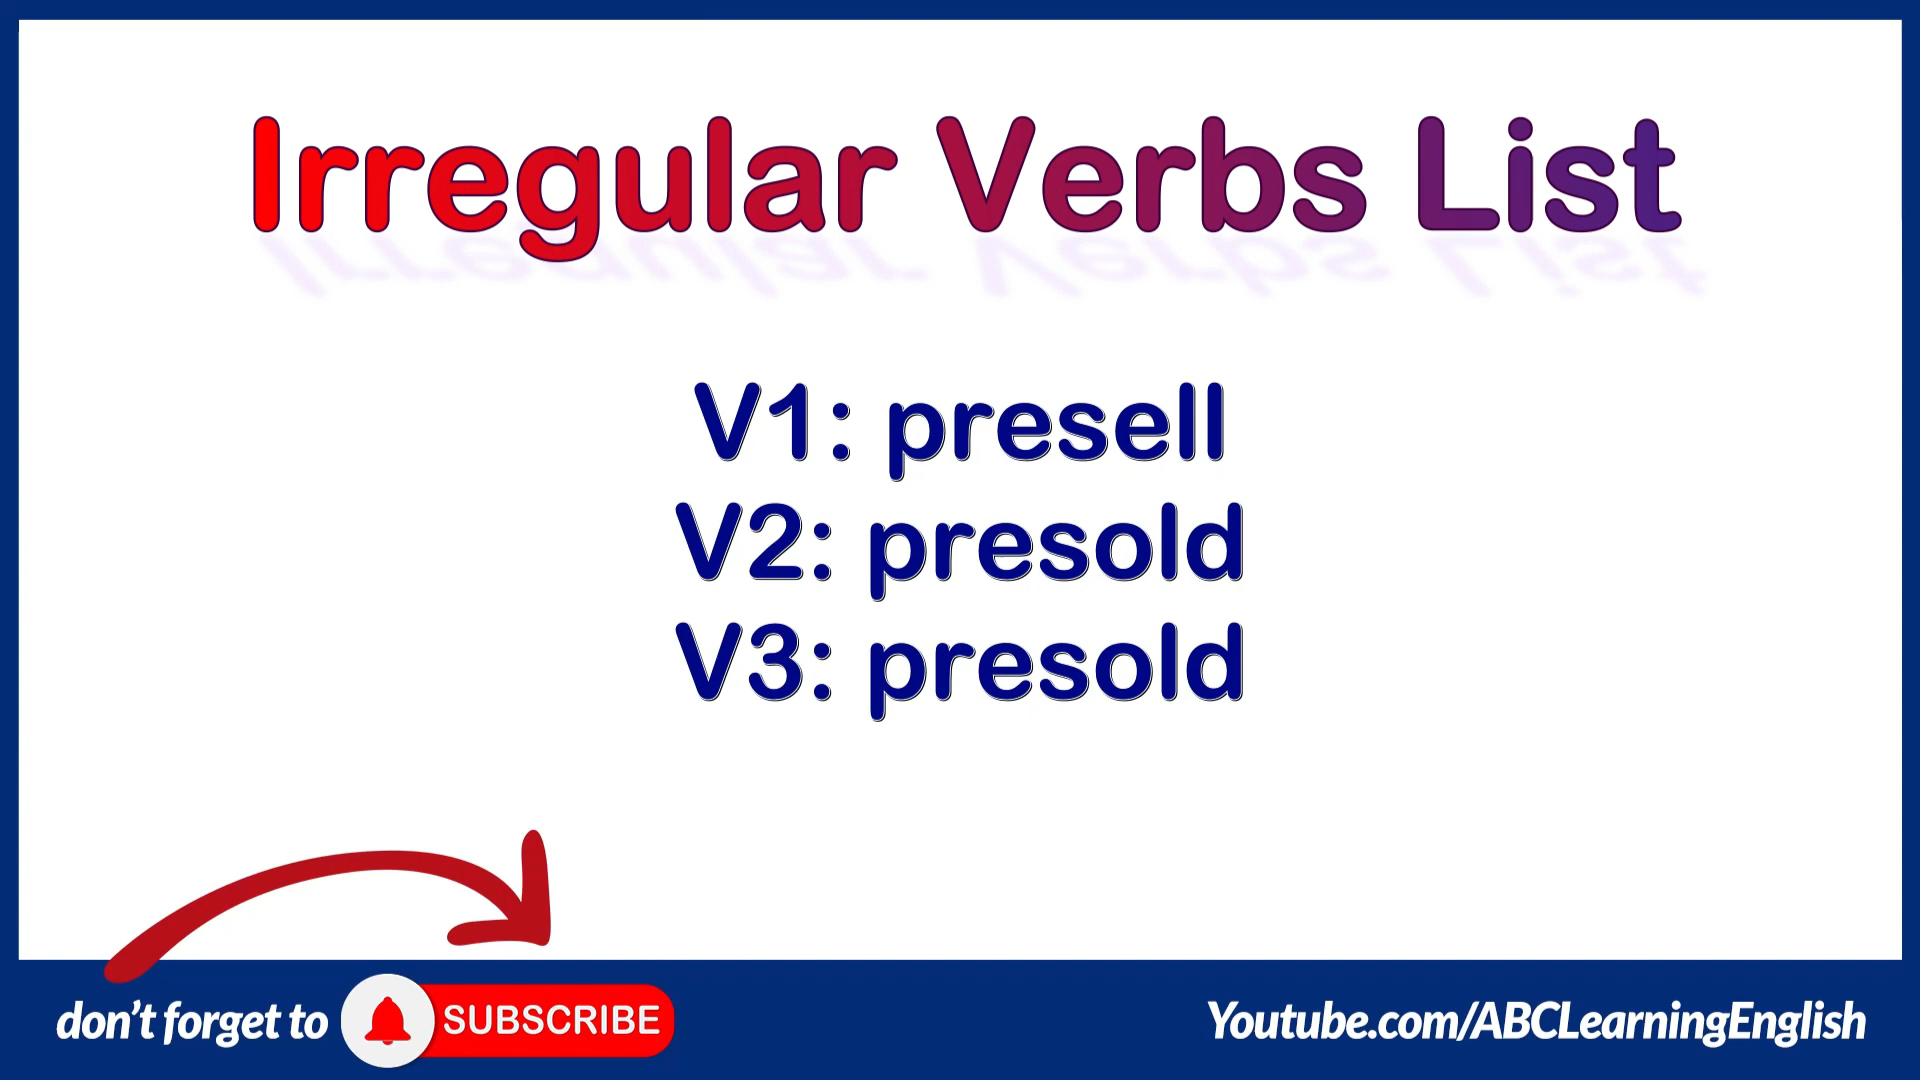 Irregular Verbs List
V1: presell
V2: presold
V3: presold
don't forget to SUBSCRIBE
Youtube.com/ABCLearningEnglish